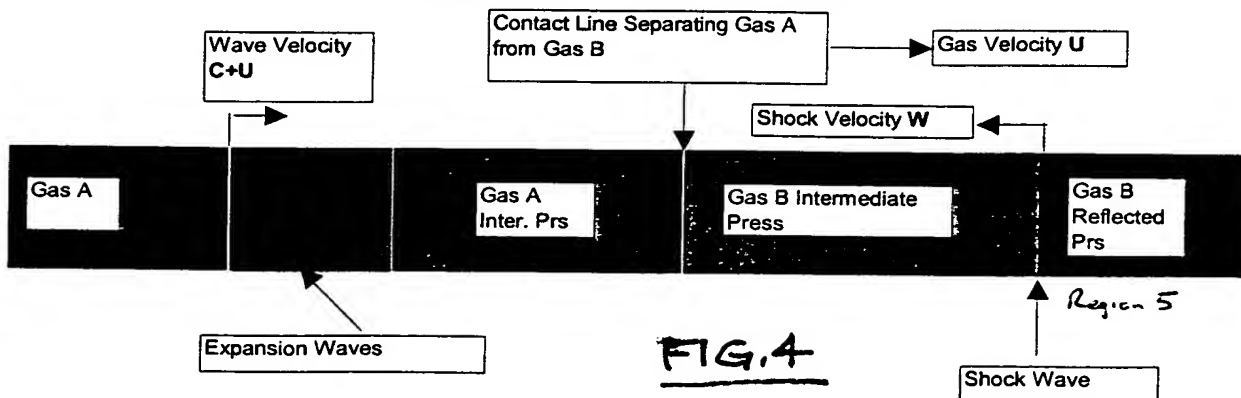 Contact Line Separating Gas A
from Gas B
Wave Velocity
C+U
Gas Velocity U
Shock Velocity W
Gas A
Gas A
Inter. Prs
Gas B Intermediate
Press
Gas B
Reflected
Prs
Region 5
Expansion Waves
FIG.4
Shock Wave